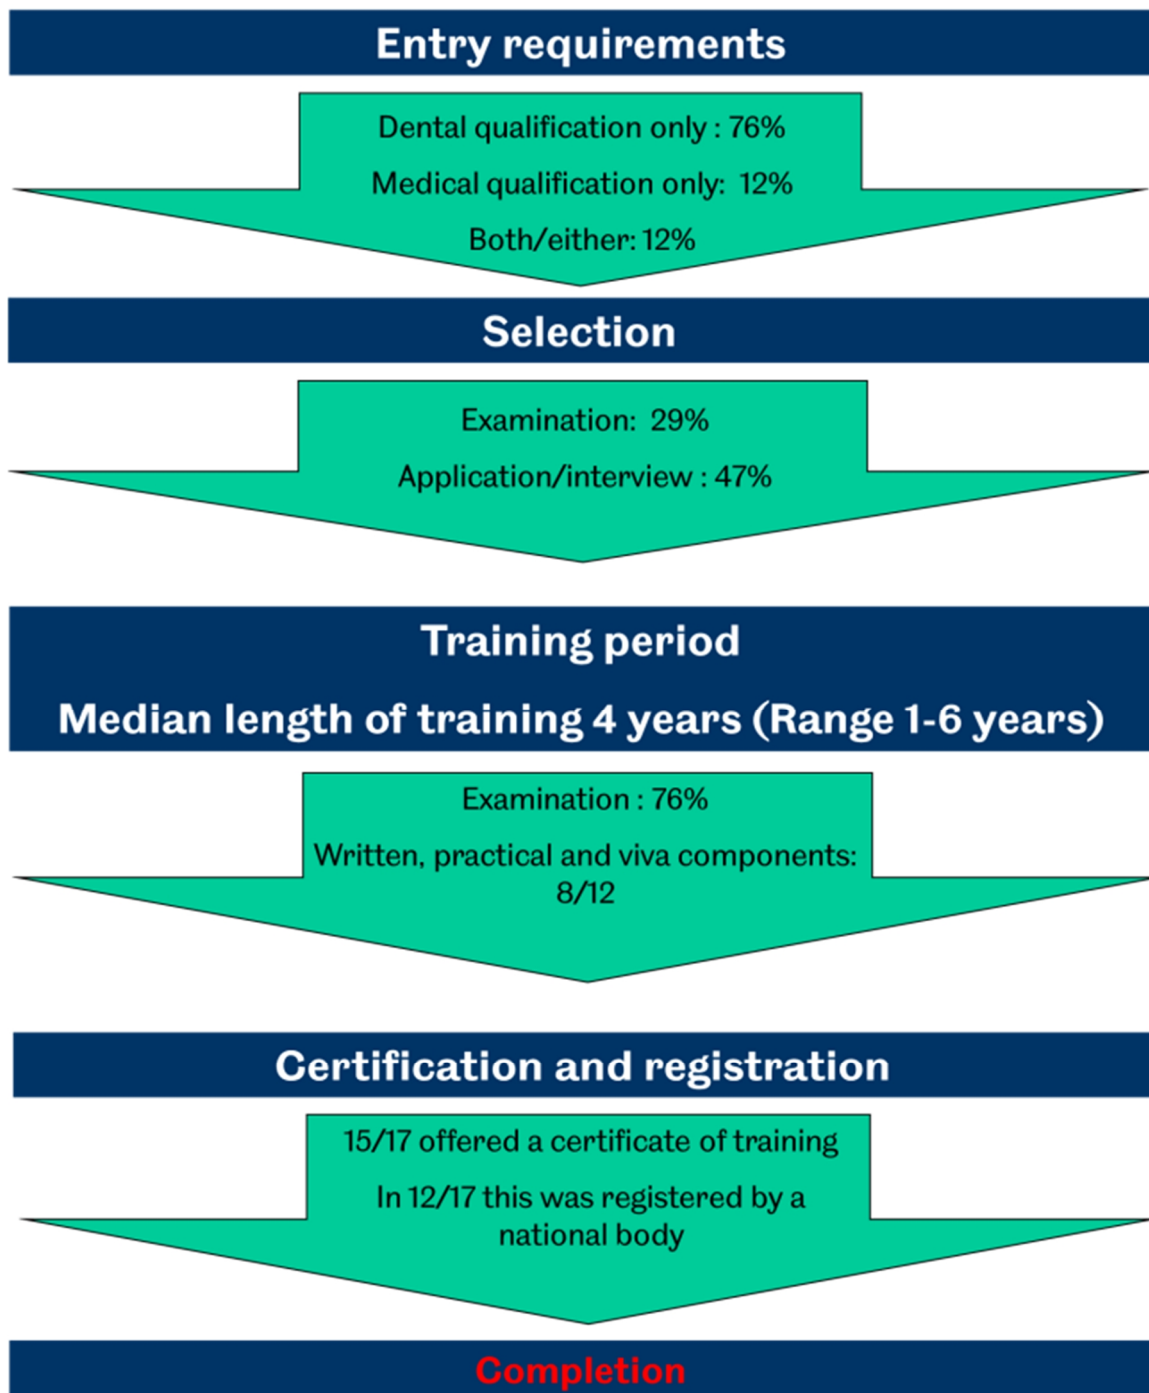 Entry requirements
Dental qualification only : 76%
Medical qualification only:  12%
Both/either: 12%
Selection
Examination:  29%
Application/interview : 47%
Training period
Median length of training 4 years (Range 1-6 years)
Examination : 76%
Written, practical and viva components:
8/12
Certification and registration
15/17 offered a certificate of training
In 12/17 this was registered by a
national body
Completion